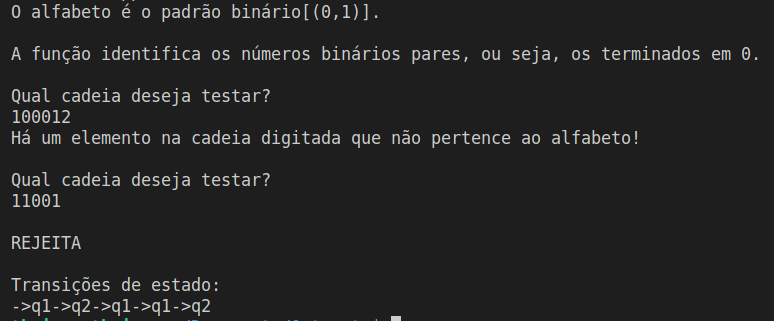 O alfabeto é o padrão binário[(0,1)].
A função identifica os números binários pares, ou seja, os terminados em 0.
Qual cadeia deseja testar?
100012
Há um elemento na cadeia digitada que não pertence ao alfabeto!
Qual cadeia deseja testar?
11001
REJEITA
Transições de estado:
->q1->q2->q1->q1->q2